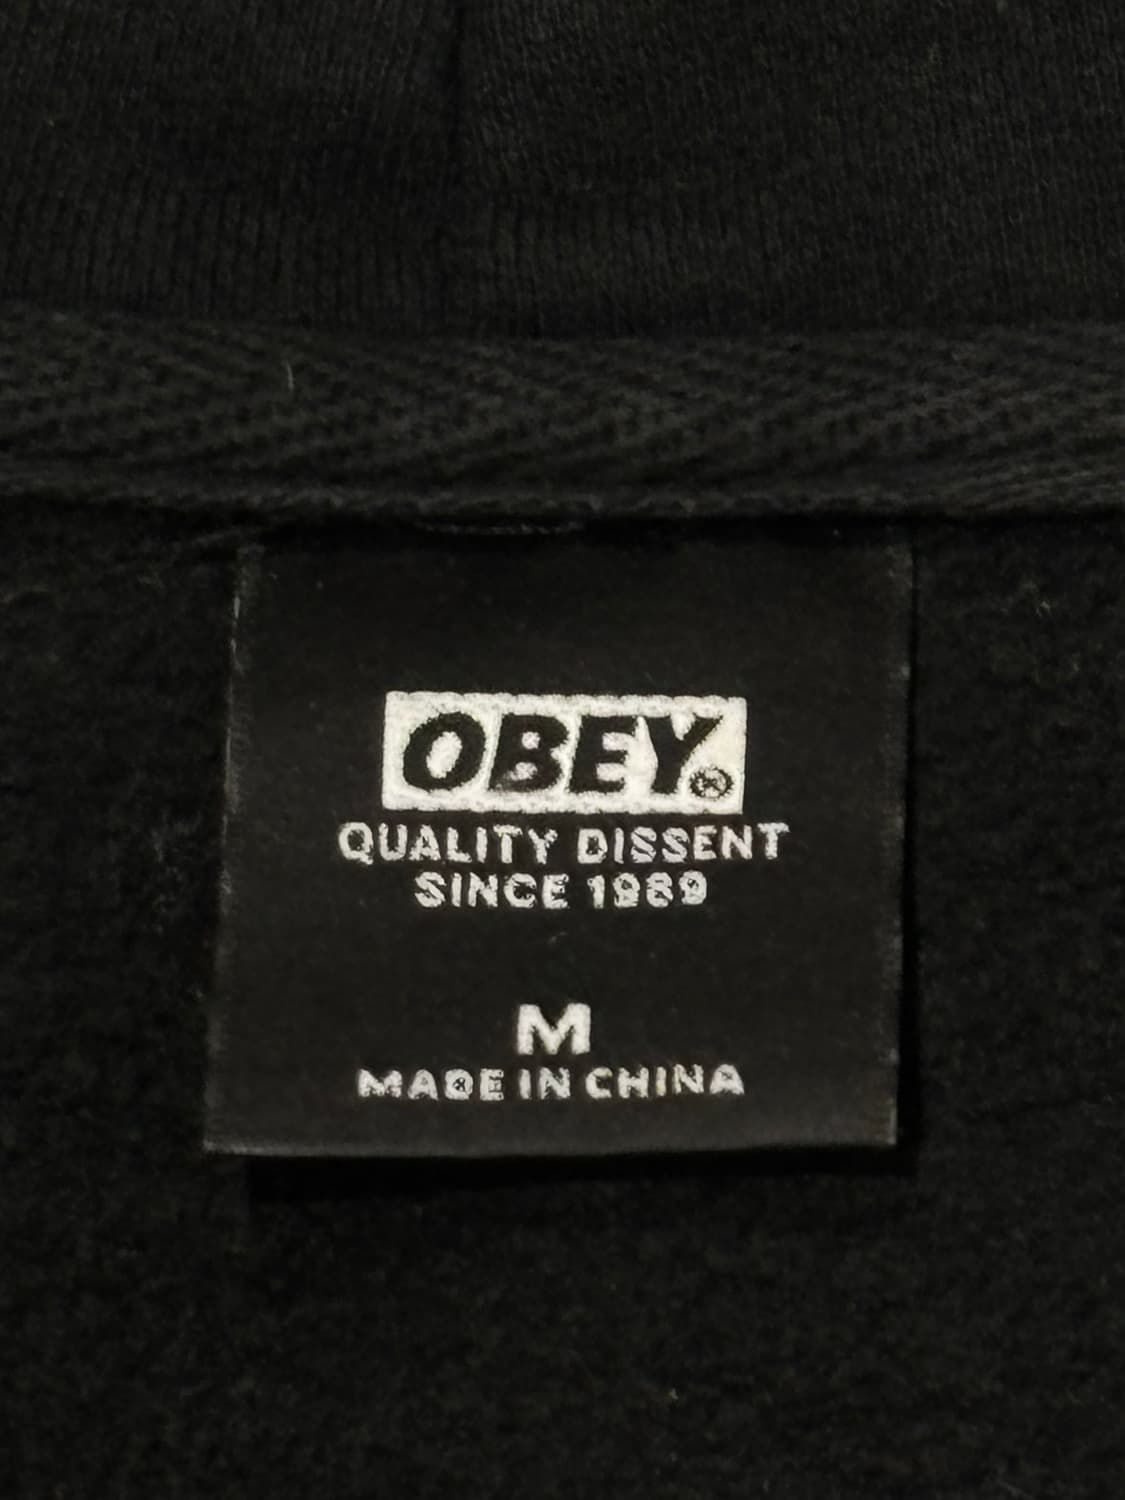 OBEY®
QUALITY DISSENT
SINCE 1989
M
MADE IN CHINA